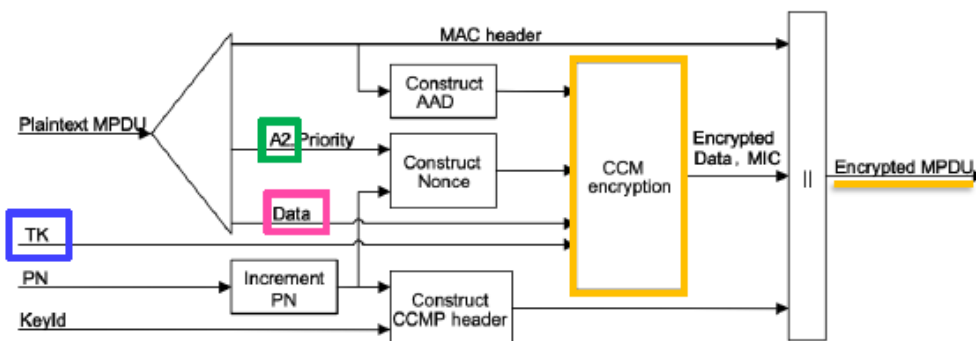 MAC header
Construct
AAD
Plaintext MPDU
A2, Priority
Construct
Nonce
CCM
encryption
Encrypted
Data, MIC
||
Encrypted MPDU
Data
TK
PN
Increment
PN
Construct
CCMP header
KeyId